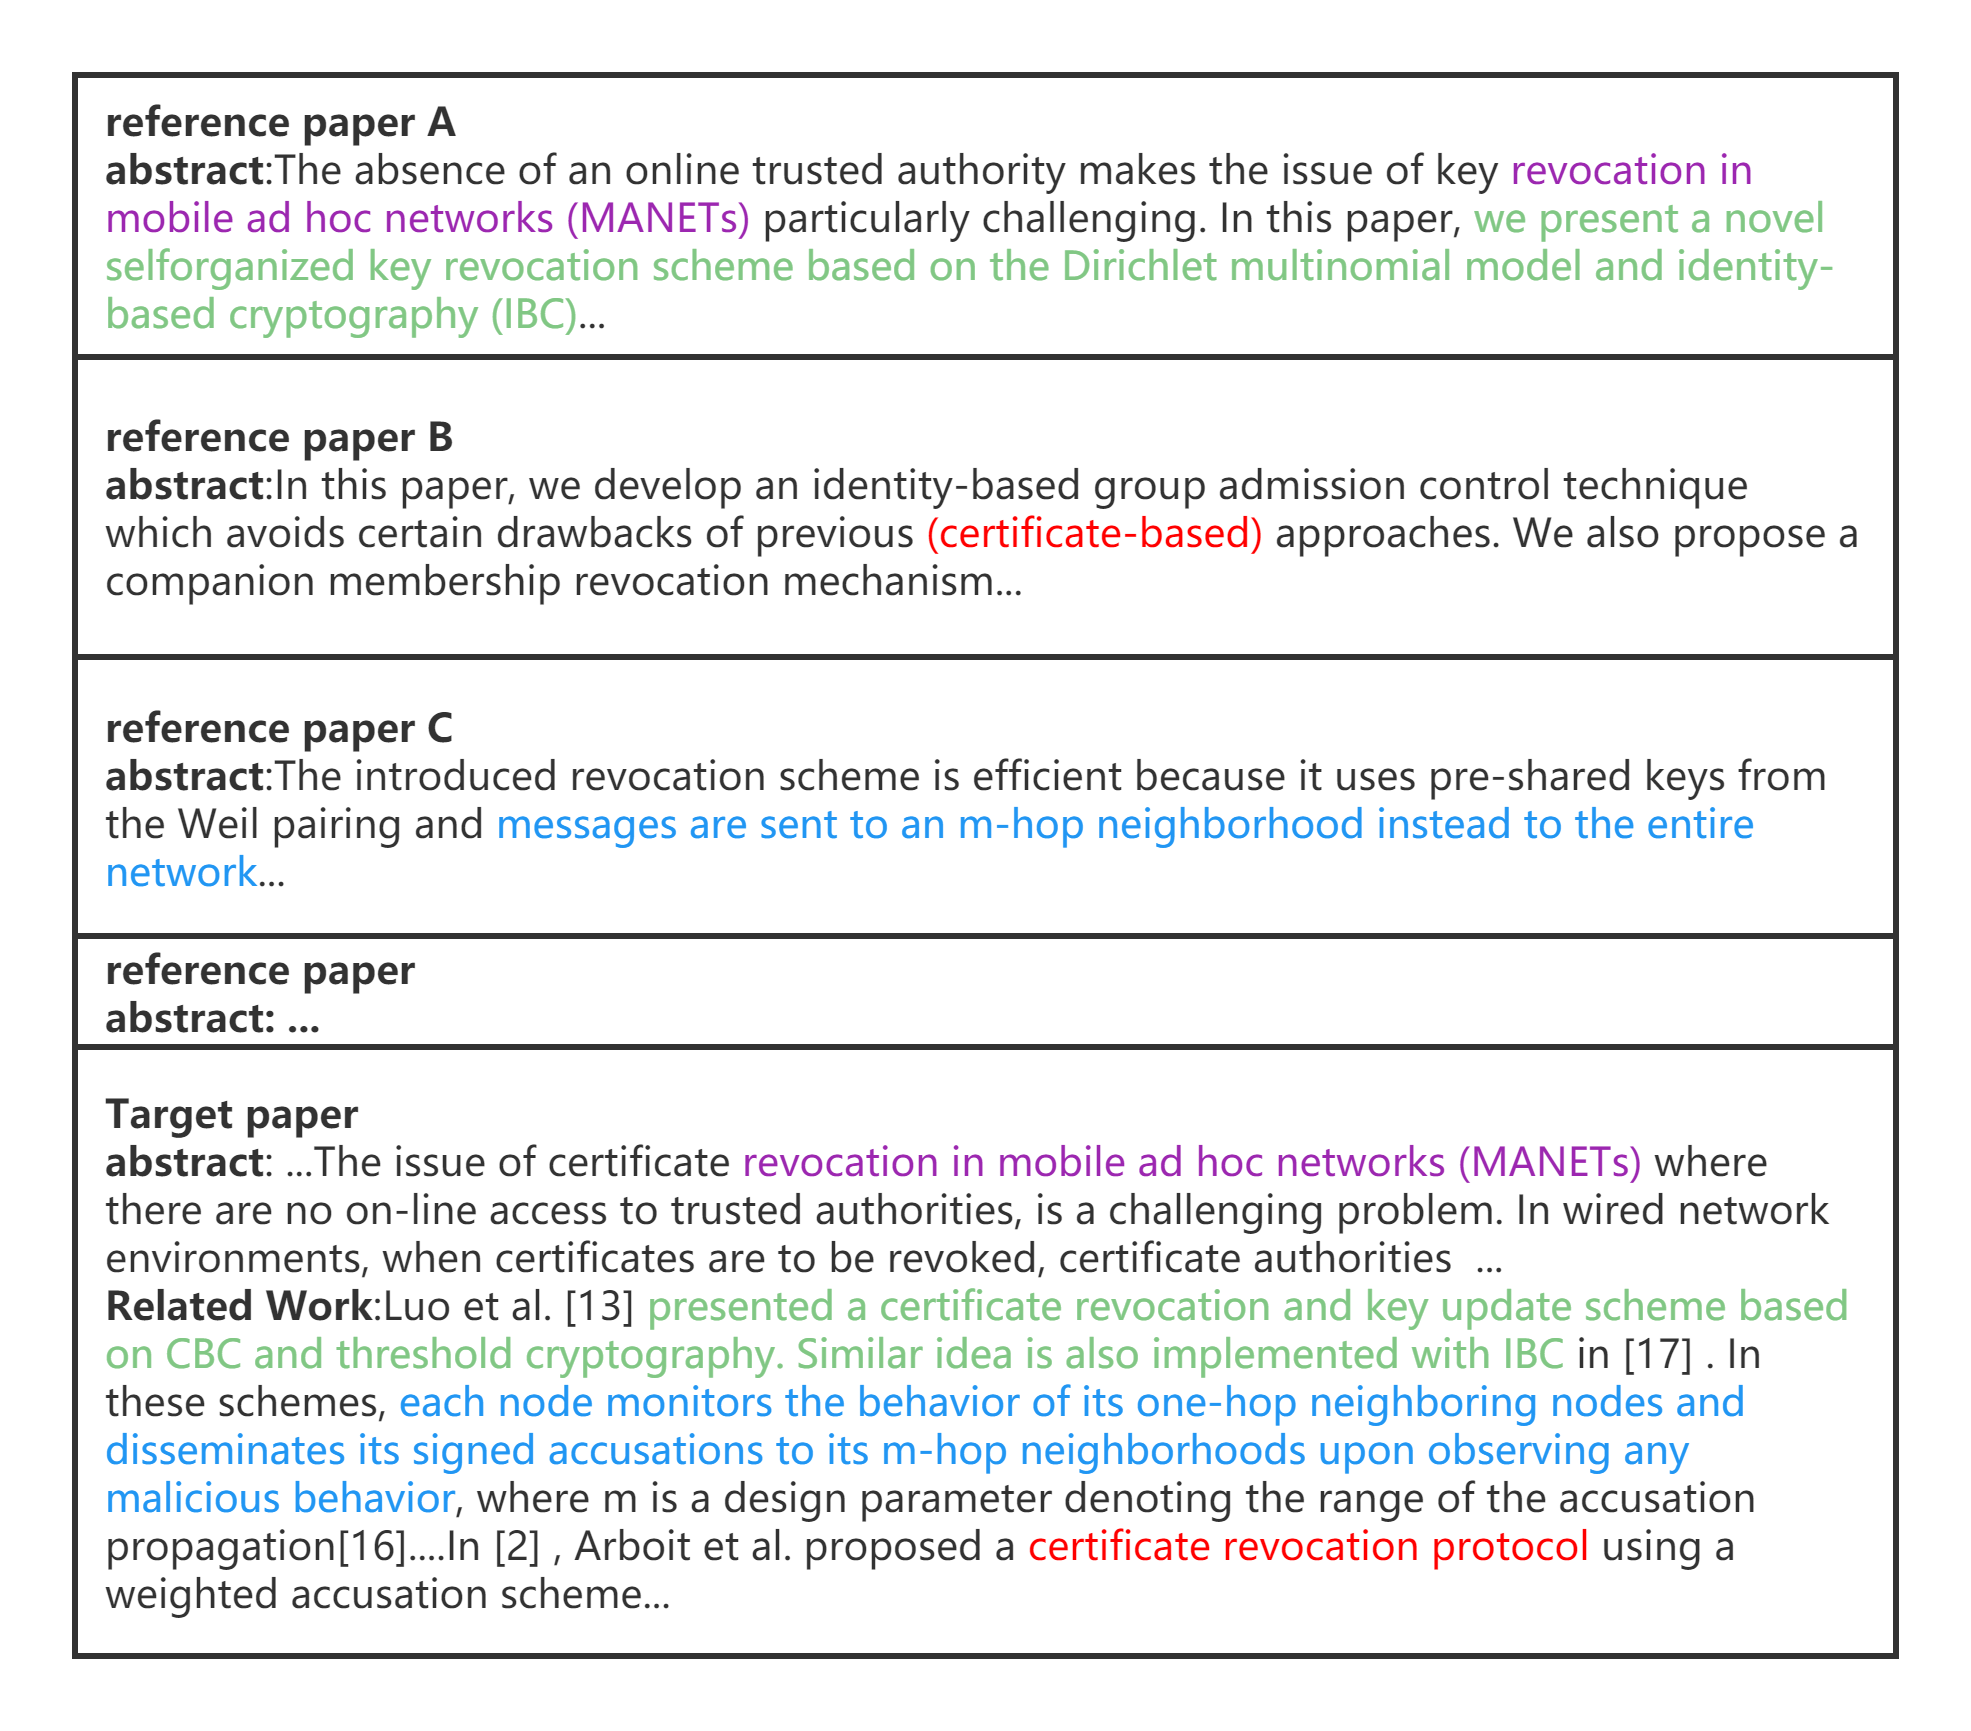 reference paper A
abstract:The absence of an online trusted authority makes the issue of key revocation in
mobile ad hoc networks (MANETs) particularly challenging. In this paper, we present a novel
selforganized key revocation scheme based on the Dirichlet multinomial model and identity-
based cryptography (IBC)...
reference paper B
abstract:In this paper, we develop an identity-based group admission control technique
which avoids certain drawbacks of previous (certificate-based) approaches. We also propose a
companion membership revocation mechanism...
reference paper C
abstract:The introduced revocation scheme is efficient because it uses pre-shared keys from
the Weil pairing and messages are sent to an m-hop neighborhood instead to the entire
network...
reference paper
abstract: ...
Target paper
abstract: ...The issue of certificate revocation in mobile ad hoc networks (MANETs) where
there are no on-line access to trusted authorities, is a challenging problem. In wired network
environments, when certificates are to be revoked, certificate authorities  ...
Related Work:Luo et al. [13] presented a certificate revocation and key update scheme based
on CBC and threshold cryptography. Similar idea is also implemented with IBC in [17] . In
these schemes, each node monitors the behavior of its one-hop neighboring nodes and
disseminates its signed accusations to its m-hop neighborhoods upon observing any
malicious behavior, where m is a design parameter denoting the range of the accusation
propagation[16]....In [2] , Arboit et al. proposed a certificate revocation protocol using a
weighted accusation scheme...